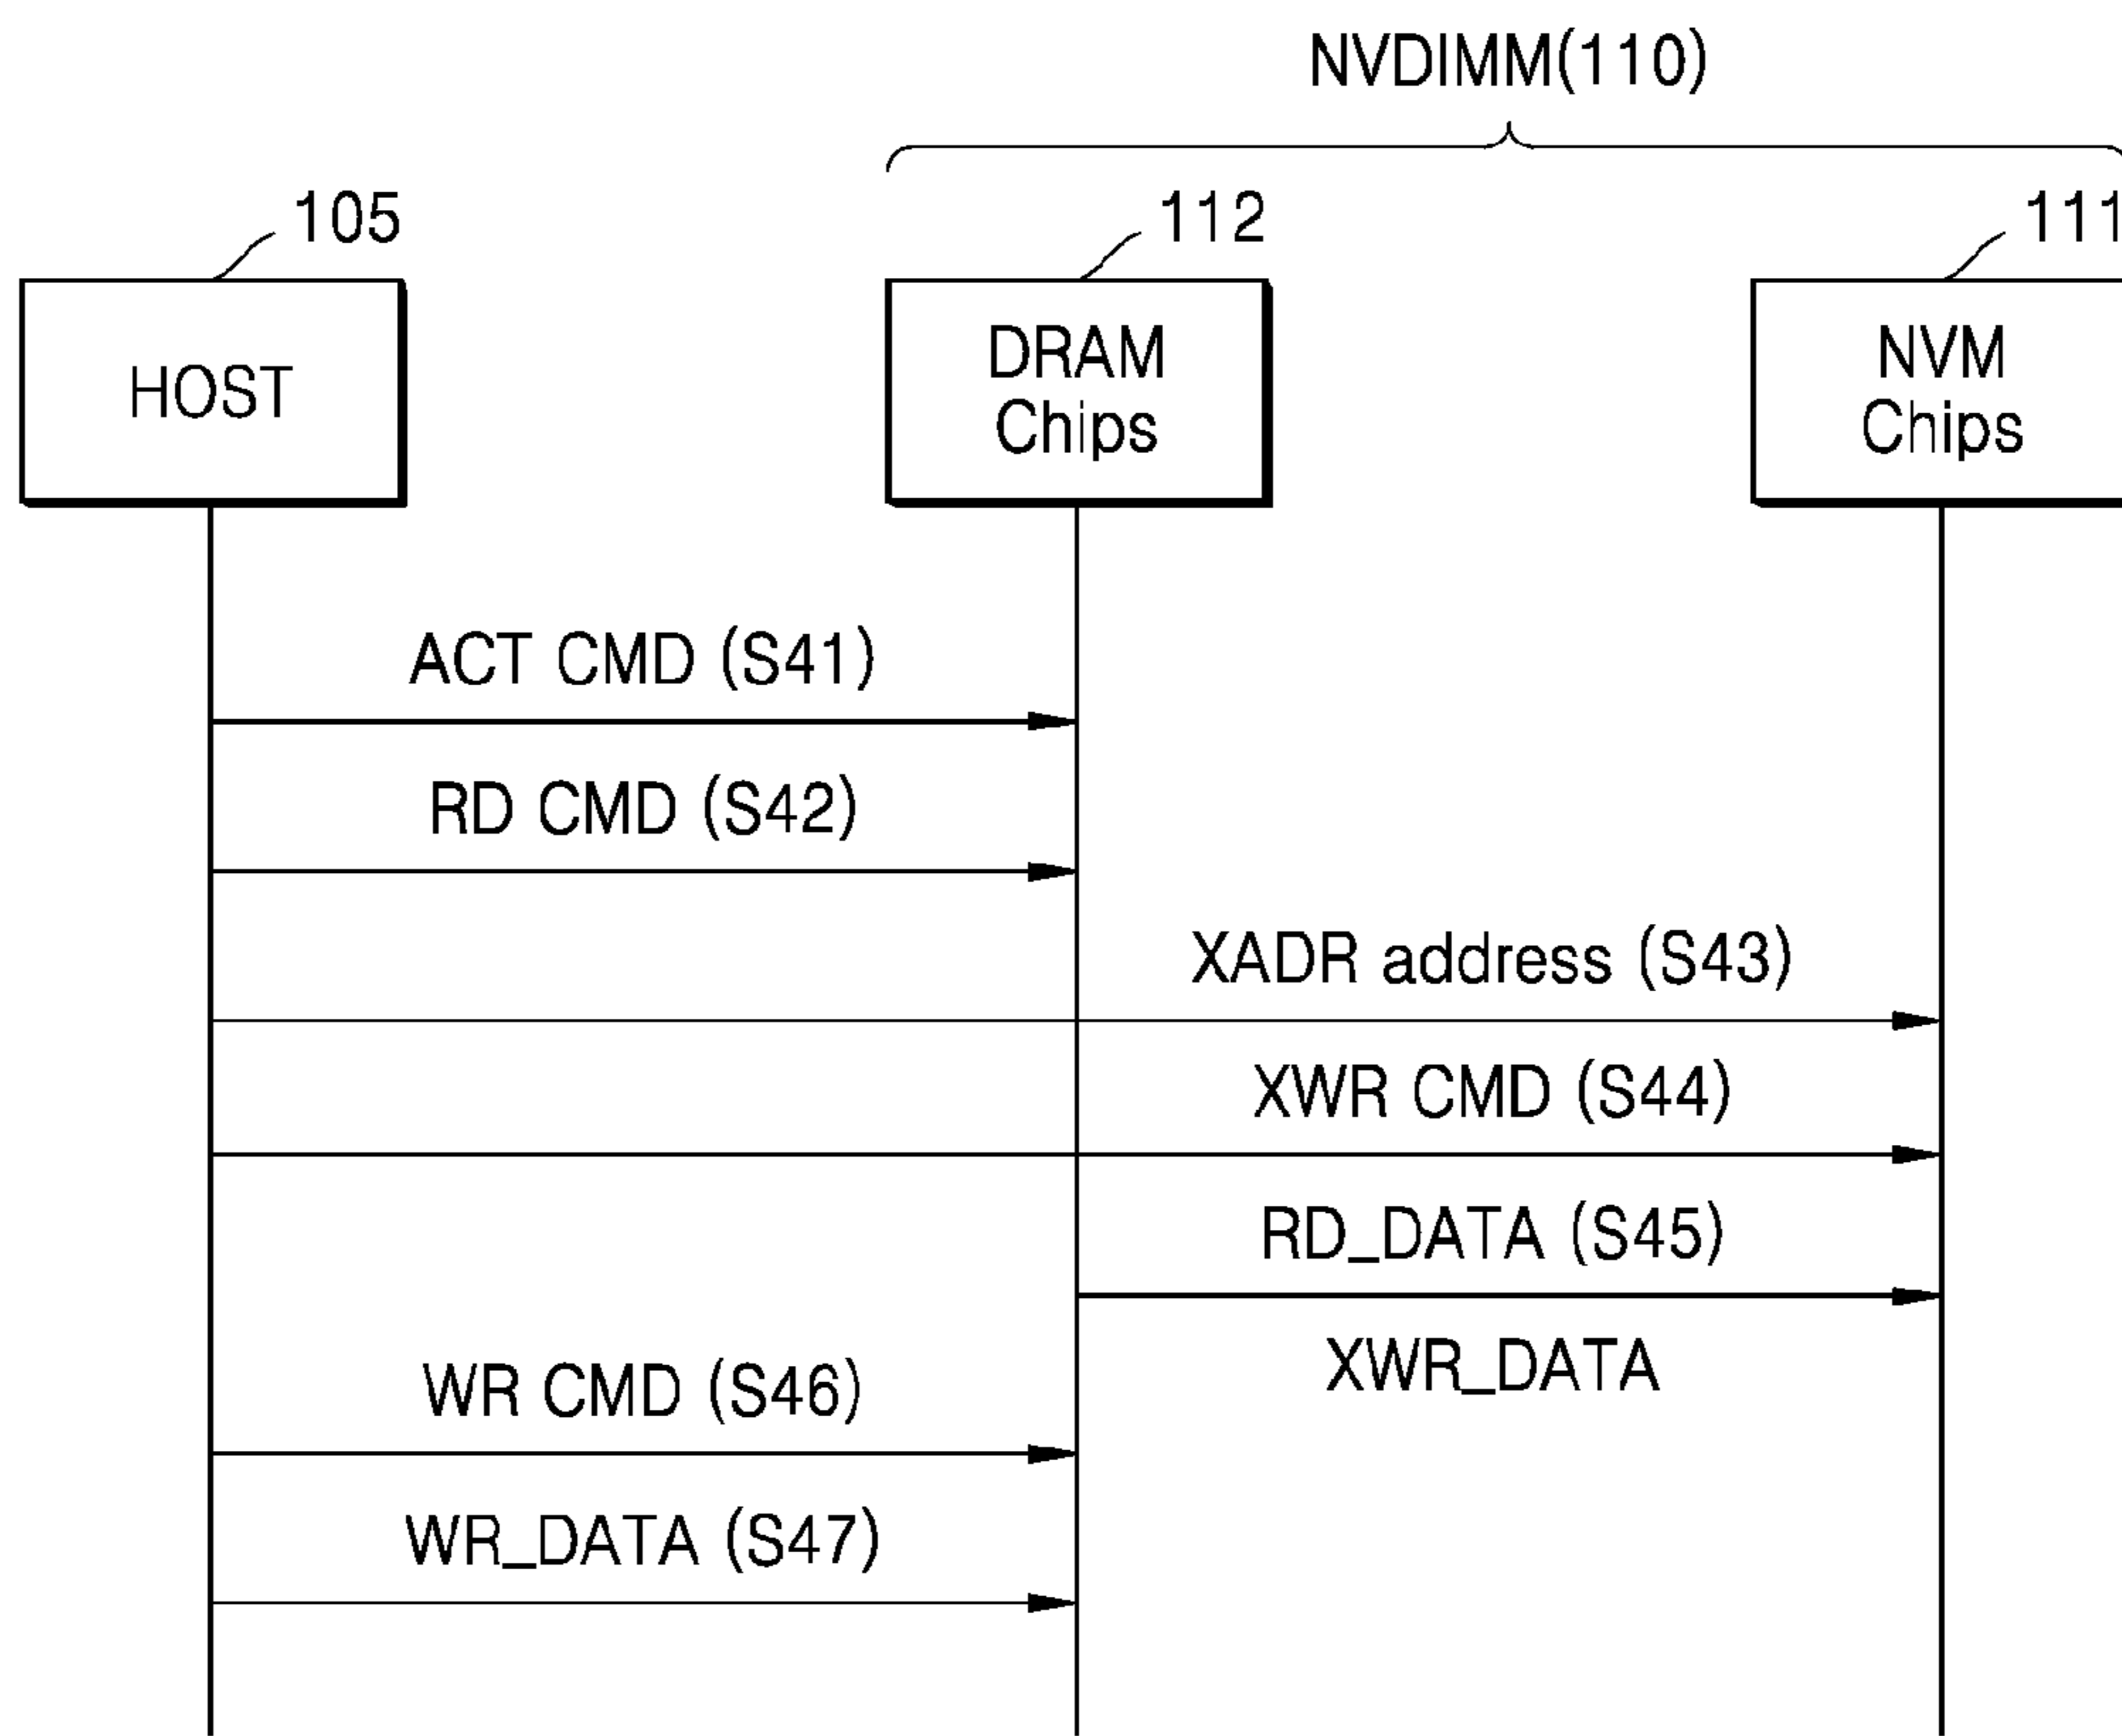 NVDIMM(110)
105
112
111
HOST
DRAM
Chips
NVM
Chips
ACT CMD (S41)
RD CMD (S42)
XADR address (S43)
XWR CMD (S44)
RD_DATA (S45)
XWR_DATA
WR CMD (S46)
WR_DATA (S47)